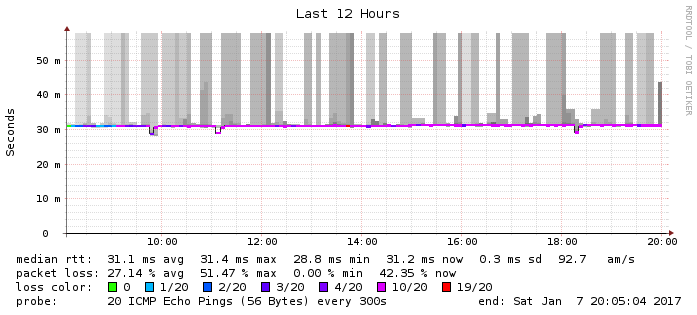 Last 12 Hours
RRDTOOL / TOBI OETIKER
Seconds
50 m
40 m
30 m
20 m
10 m
0
10:00 12:00 14:00 16:00 18:00 20:00
median rtt: 31.1 ms avg 31.4 ms max 28.8 ms min 31.2 ms now 0.3 ms sd 92.7 am/s
packet loss: 27.14 % avg 51.47 % max 0.00 % min 42.35 % now
loss color: 0 1/20 2/20 3/20 4/20 10/20 19/20
probe: 20 ICMP Echo Pings (56 Bytes) every 300s end: Sat Jan 7 20:05:04 2017